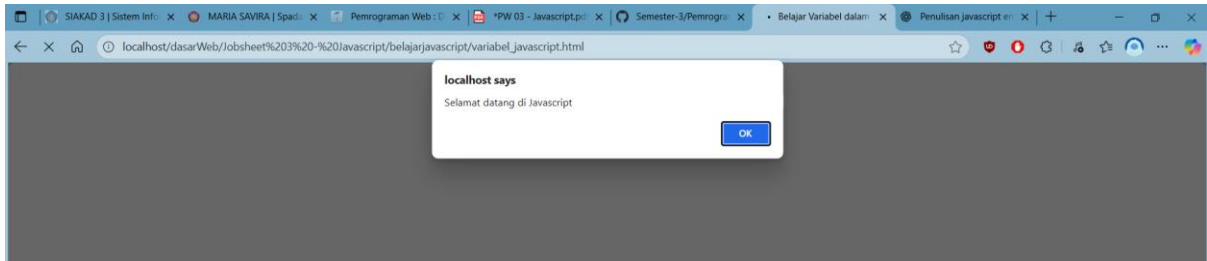 SIAKAD 3 | Sistem Info
MARIA SAVIRA | Spada
Pemrograman Web : D
*PW 03 - Javascript.pd
Semester-3/Pemrogra
Belajar Variabel dalam
Penulisan javascript en
localhost/dasarWeb/Jobsheet%203%20-%20Javascript/belajarjavascript/variabel_javascript.html
localhost says
Selamat datang di Javascript
OK